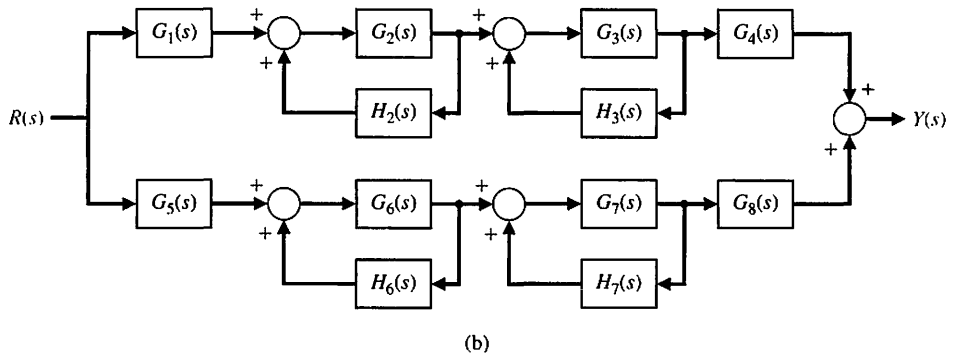 G1(s) + G2(s) + G3(s) G4(s)
+ + +
H2(s) H3(s)
R(s) Y(s)
+
G5(s) + G6(s) + G7(s) G8(s)
+ +
H6(s) H7(s)
(b)